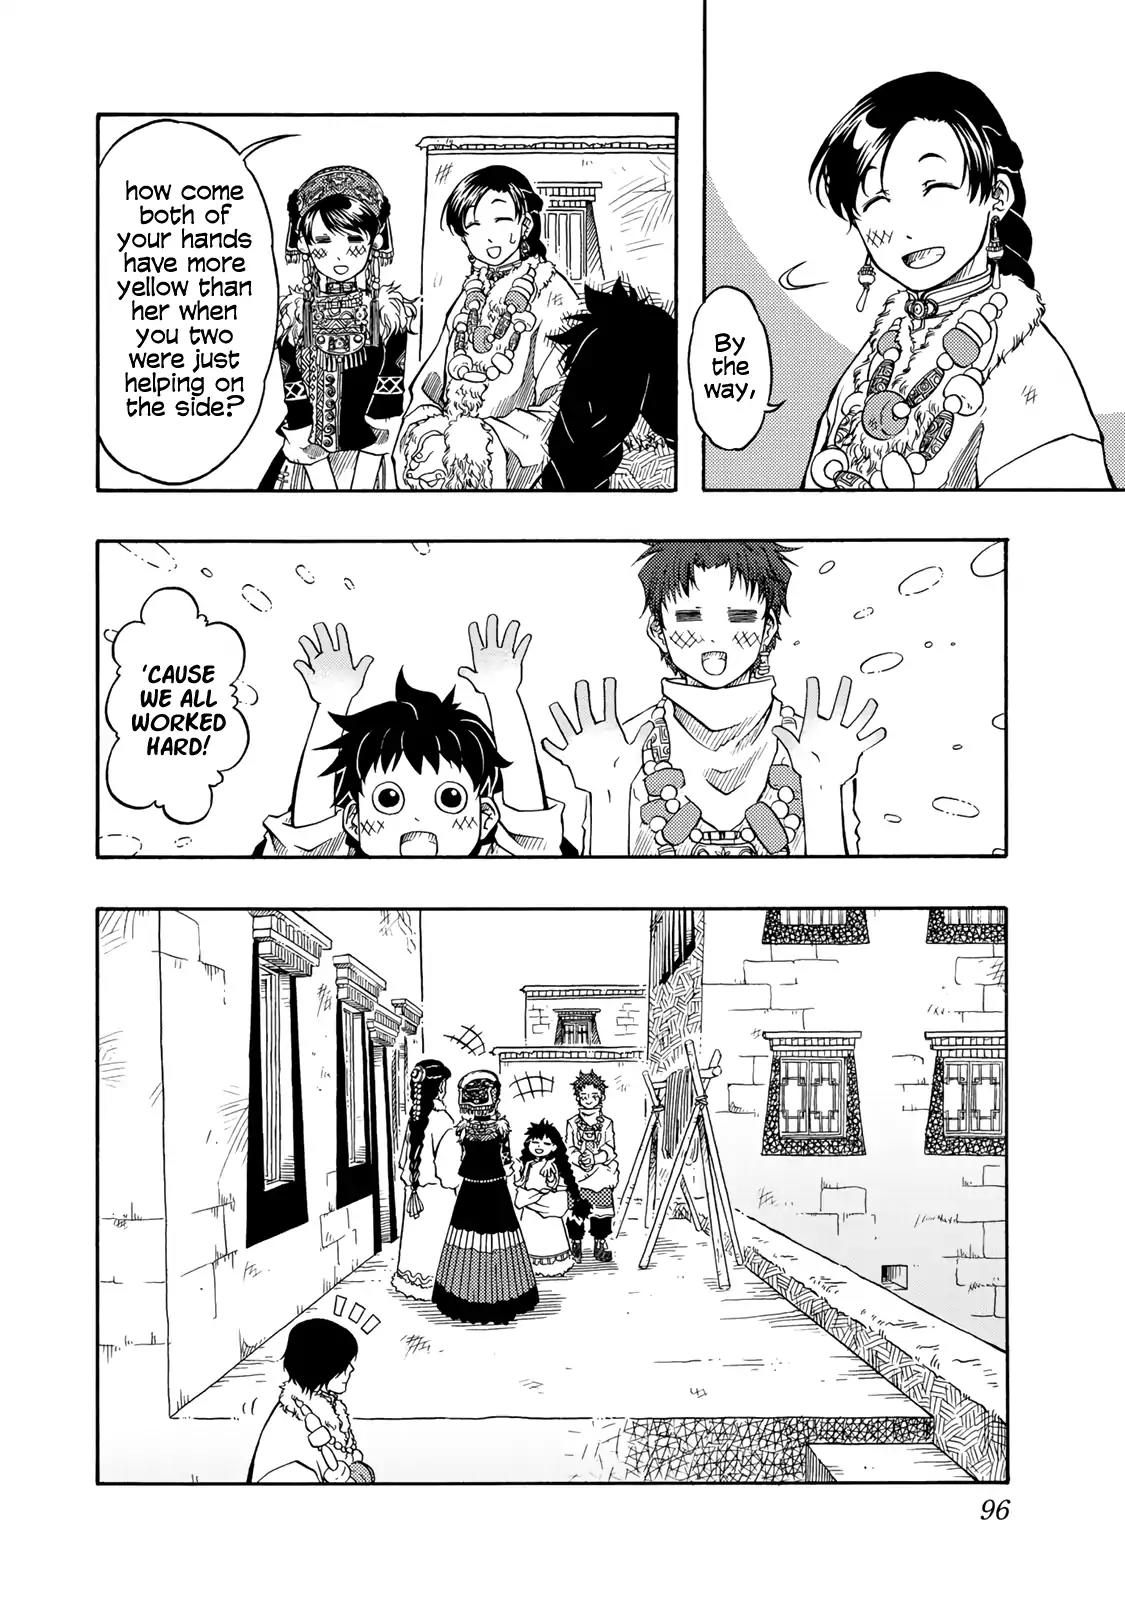 By
the
way,
how come
both of
your hands
have more
yellow than
her when
you two
were just
helping on
the side?
'CAUSE
WE ALL
WORKED
HARD!
96